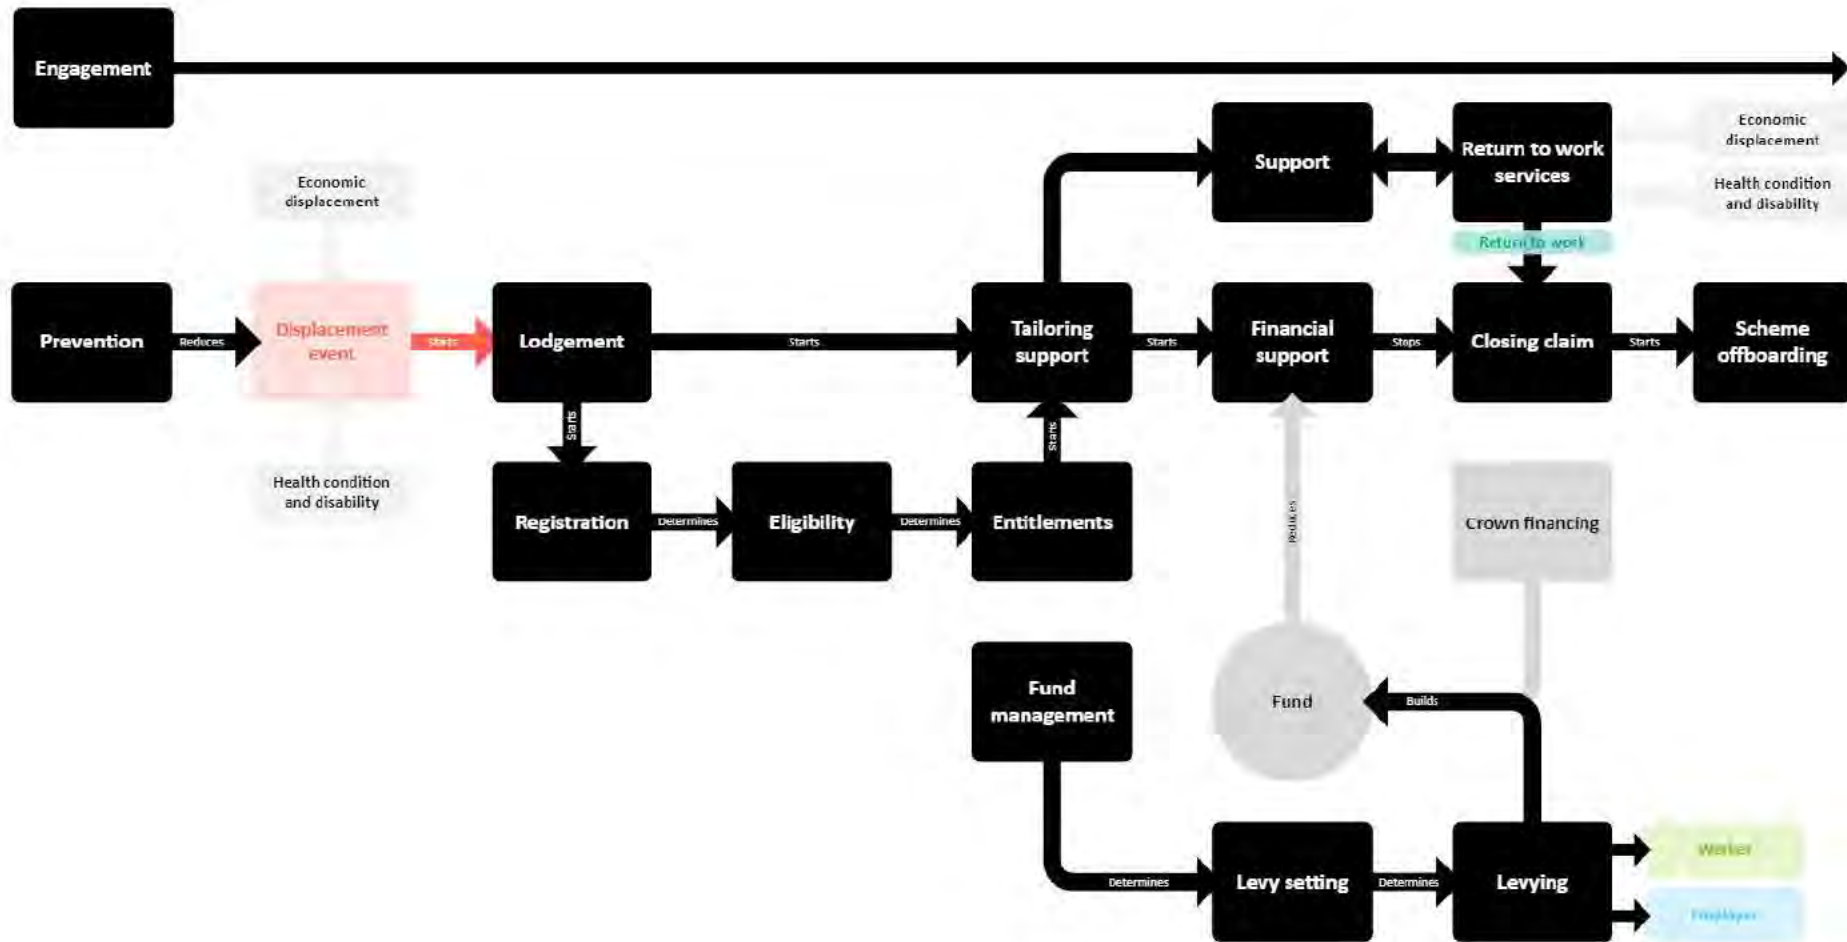 Engagement
Economic
displacement
Support
Return to work
services
Economic
displacement
Health condition
and disability
Return to work
Prevention
Reduces
Displacement
event
Starts
Lodgement
Starts
Tailoring
support
Starts
Financial
support
Stops
Closing claim
Starts
Scheme
offboarding
Starts
Starts
Health condition
and disability
Registration
Determines
Eligibility
Determines
Entitlements
Reduces
Crown financing
Fund
management
Fund
Builds
Determines
Levy setting
Determines
Levying
Worker
Employer